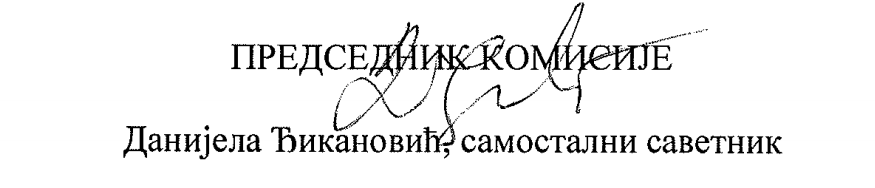 ПРЕДСЕДНИК КОМИСИЈЕ
Данијела Ђикановић, самостални саветник